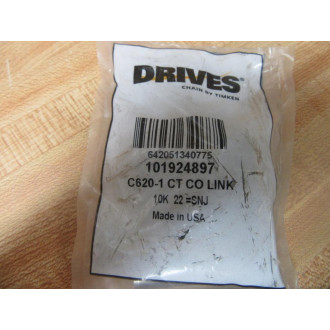 DRIVES®
CHAIN BY TIMKEN
642051340775
101924897
C620-1 CT CO LINK
10K 22 =SNJ
Made in USA